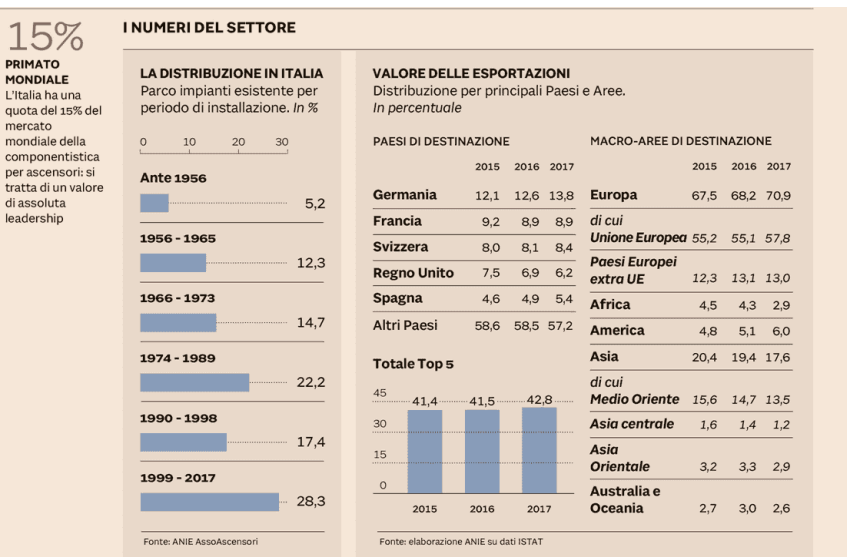 15%
PRIMATO
MONDIALE
L'Italia ha una
quota del 15% del
mercato
mondiale della
componentistica
per ascensori: si
tratta di un valore
di assoluta
leadership
I NUMERI DEL SETTORE
LA DISTRIBUZIONE IN ITALIA
Parco impianti esistente per
periodo di installazione. In %
0 10 20 30
Ante 1956
5,2
1956 - 1965
12,3
1966 - 1973
14,7
1974 - 1989
22,2
1990 - 1998
17,4
1999 - 2017
28,3
Fonte: ANIE AssoAscensori
VALORE DELLE ESPORTAZIONI
Distribuzione per principali Paesi e Aree.
In percentuale
PAESI DI DESTINAZIONE
2015 2016 2017
Germania 12,1 12,6 13,8
Francia 9,2 8,9 8,9
Svizzera 8,0 8,1 8,4
Regno Unito 7,5 6,9 6,2
Spagna 4,6 4,9 5,4
Altri Paesi 58,6 58,5 57,2
Totale Top 5
45
41,4 41,5 42,8
30
15
0
2015 2016 2017
MACRO-AREE DI DESTINAZIONE
2015 2016 2017
Europa 67,5 68,2 70,9
di cui
Unione Europea 55,2 55,1 57,8
Paesi Europei
extra UE 12,3 13,1 13,0
Africa 4,5 4,3 2,9
America 4,8 5,1 6,0
Asia 20,4 19,4 17,6
di cui
Medio Oriente 15,6 14,7 13,5
Asia centrale 1,6 1,4 1,2
Asia
Orientale 3,2 3,3 2,9
Australia e
Oceania 2,7 3,0 2,6
Fonte: elaborazione ANIE su dati ISTAT